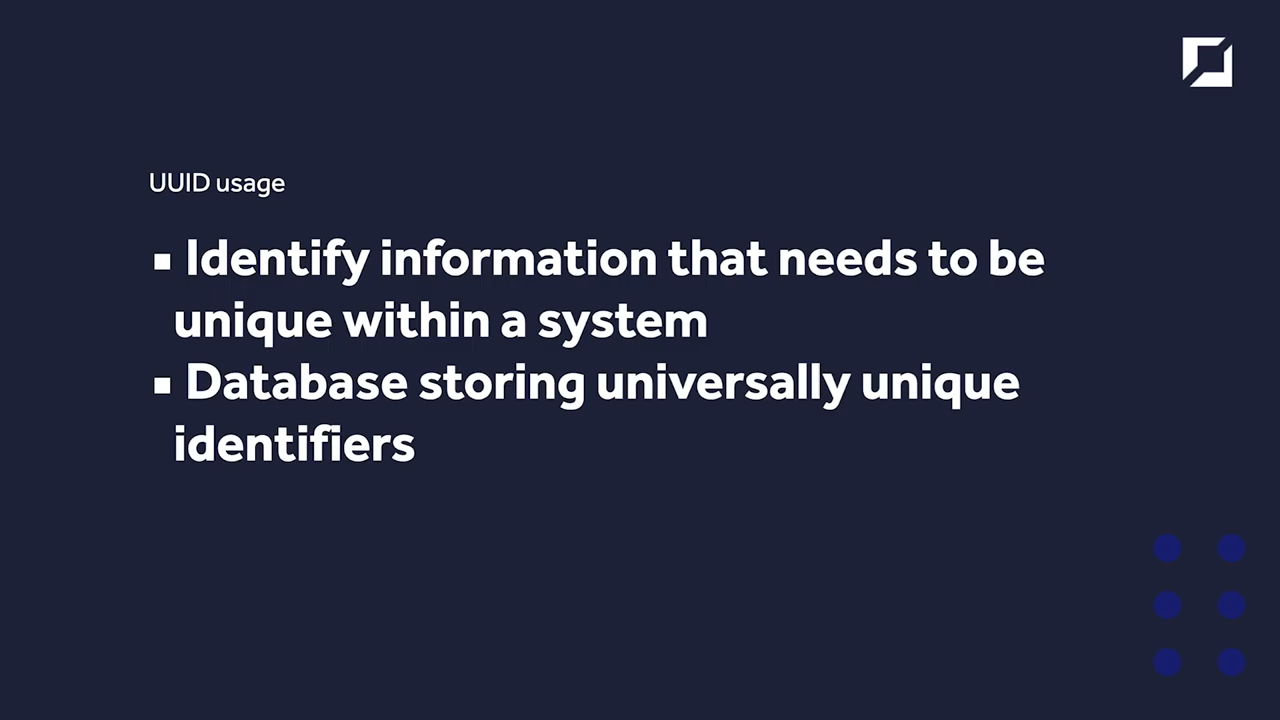 UUID usage
▪ Identify information that needs to be
unique within a system
▪ Database storing universally unique
identifiers